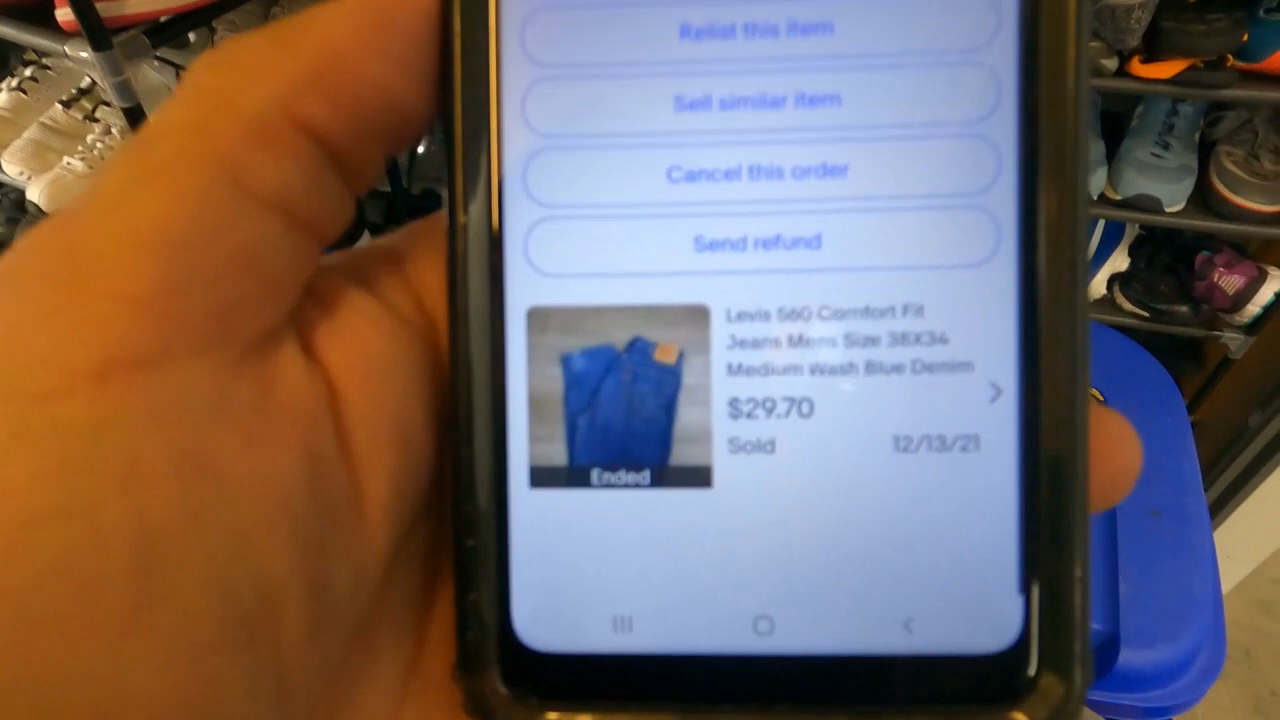 Relist this item
Sell similar item
Cancel this order
Send refund
Levis 560 Comfort Fit
Jeans Mens Size 38X34
Medium Wash Blue Denim
$29.70
Sold 12/13/21
Ended